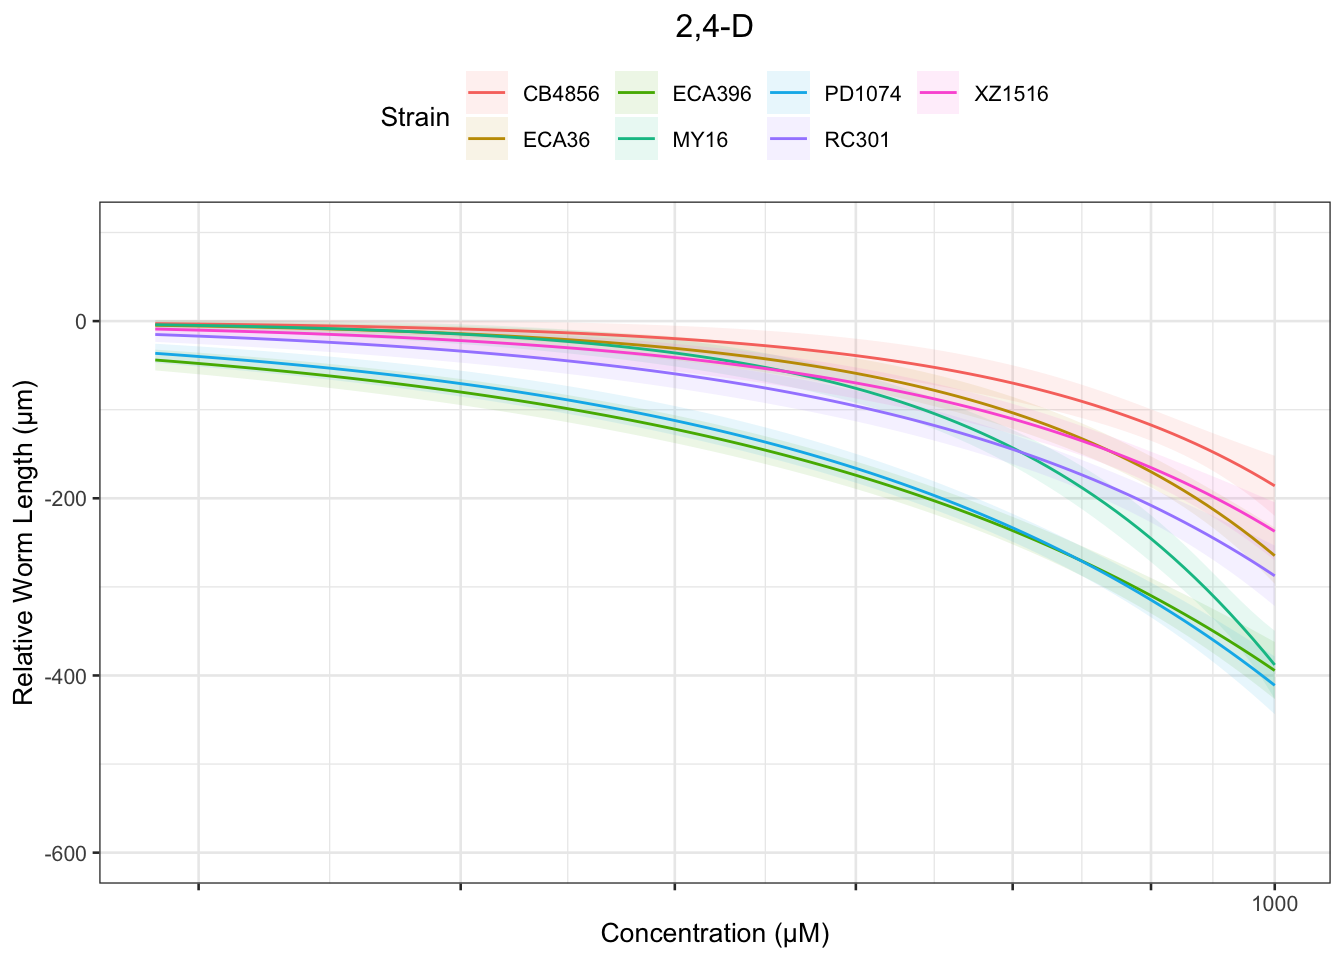 2,4-D
Strain
CB4856
ECA396
PD1074
XZ1516
ECA36
MY16
RC301
Relative Worm Length (µm)
0
-200
-400
-600
1000
Concentration (µM)